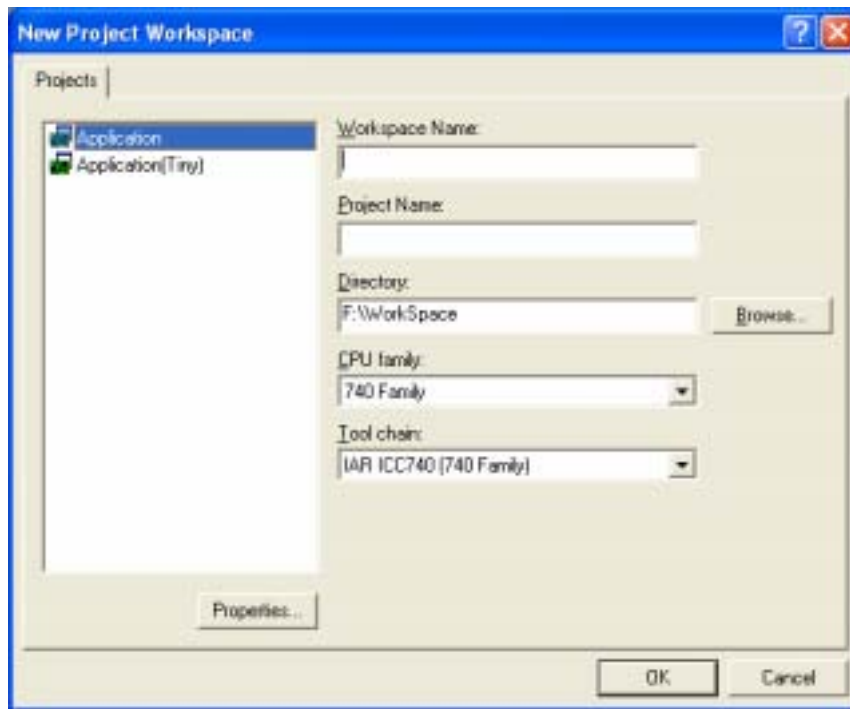 New Project Workspace
Projects
Application
Application(Tiny)
Workspace Name:
Project Name:
Directory:
F:\WorkSpace
Browse...
CPU family:
740 Family
Tool chain:
IAR ICC740 (740 Family)
Properties...
OK
Cancel